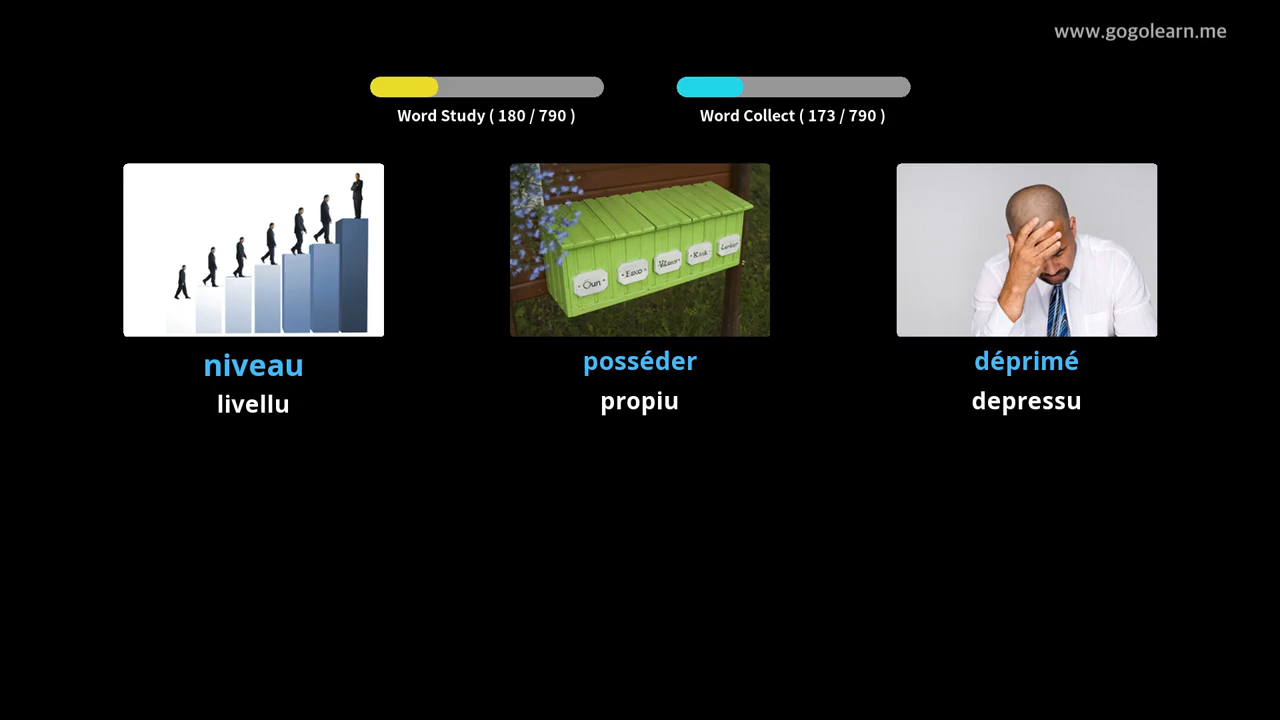 www.gogolearn.me
Word Study ( 180 / 790 )
Word Collect ( 173 / 790 )
niveau
posséder
déprimé
livellu
propiu
depressu